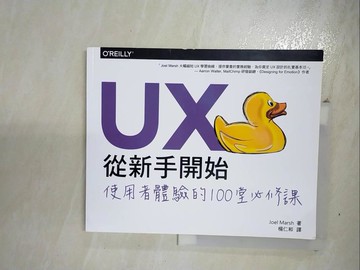 O'REILLY®
UX
從新手開始
使用者體驗的100堂必修課
Joel Marsh 著
楊仁和 譯